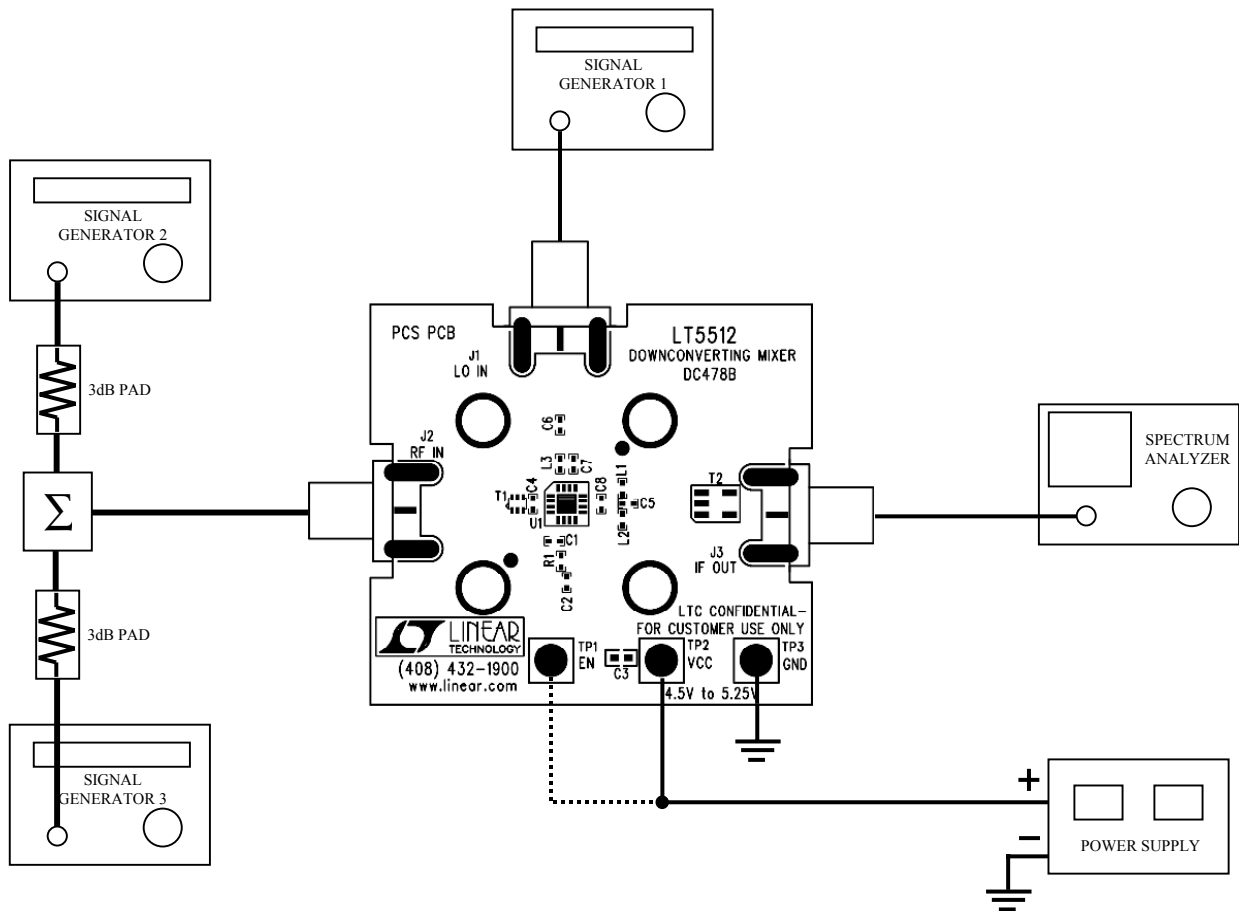 SIGNAL
GENERATOR 1
SIGNAL
GENERATOR 2
3dB PAD
Σ
3dB PAD
SIGNAL
GENERATOR 3
PCS PCB
J1
LO IN
LT5512
DOWNCONVERTING MIXER
DC478B
J2
RF IN
C6
L3
C7
T1
C4
U1
C8
L1
C5
L2
T2
C1
R1
C2
J3
IF OUT
LTC CONFIDENTIAL-
FOR CUSTOMER USE ONLY
LINEAR
TECHNOLOGY
(408) 432-1900
www.linear.com
TP1
EN
C3
TP2
VCC
TP3
GND
4.5V to 5.25V
SPECTRUM
ANALYZER
+
−
POWER SUPPLY